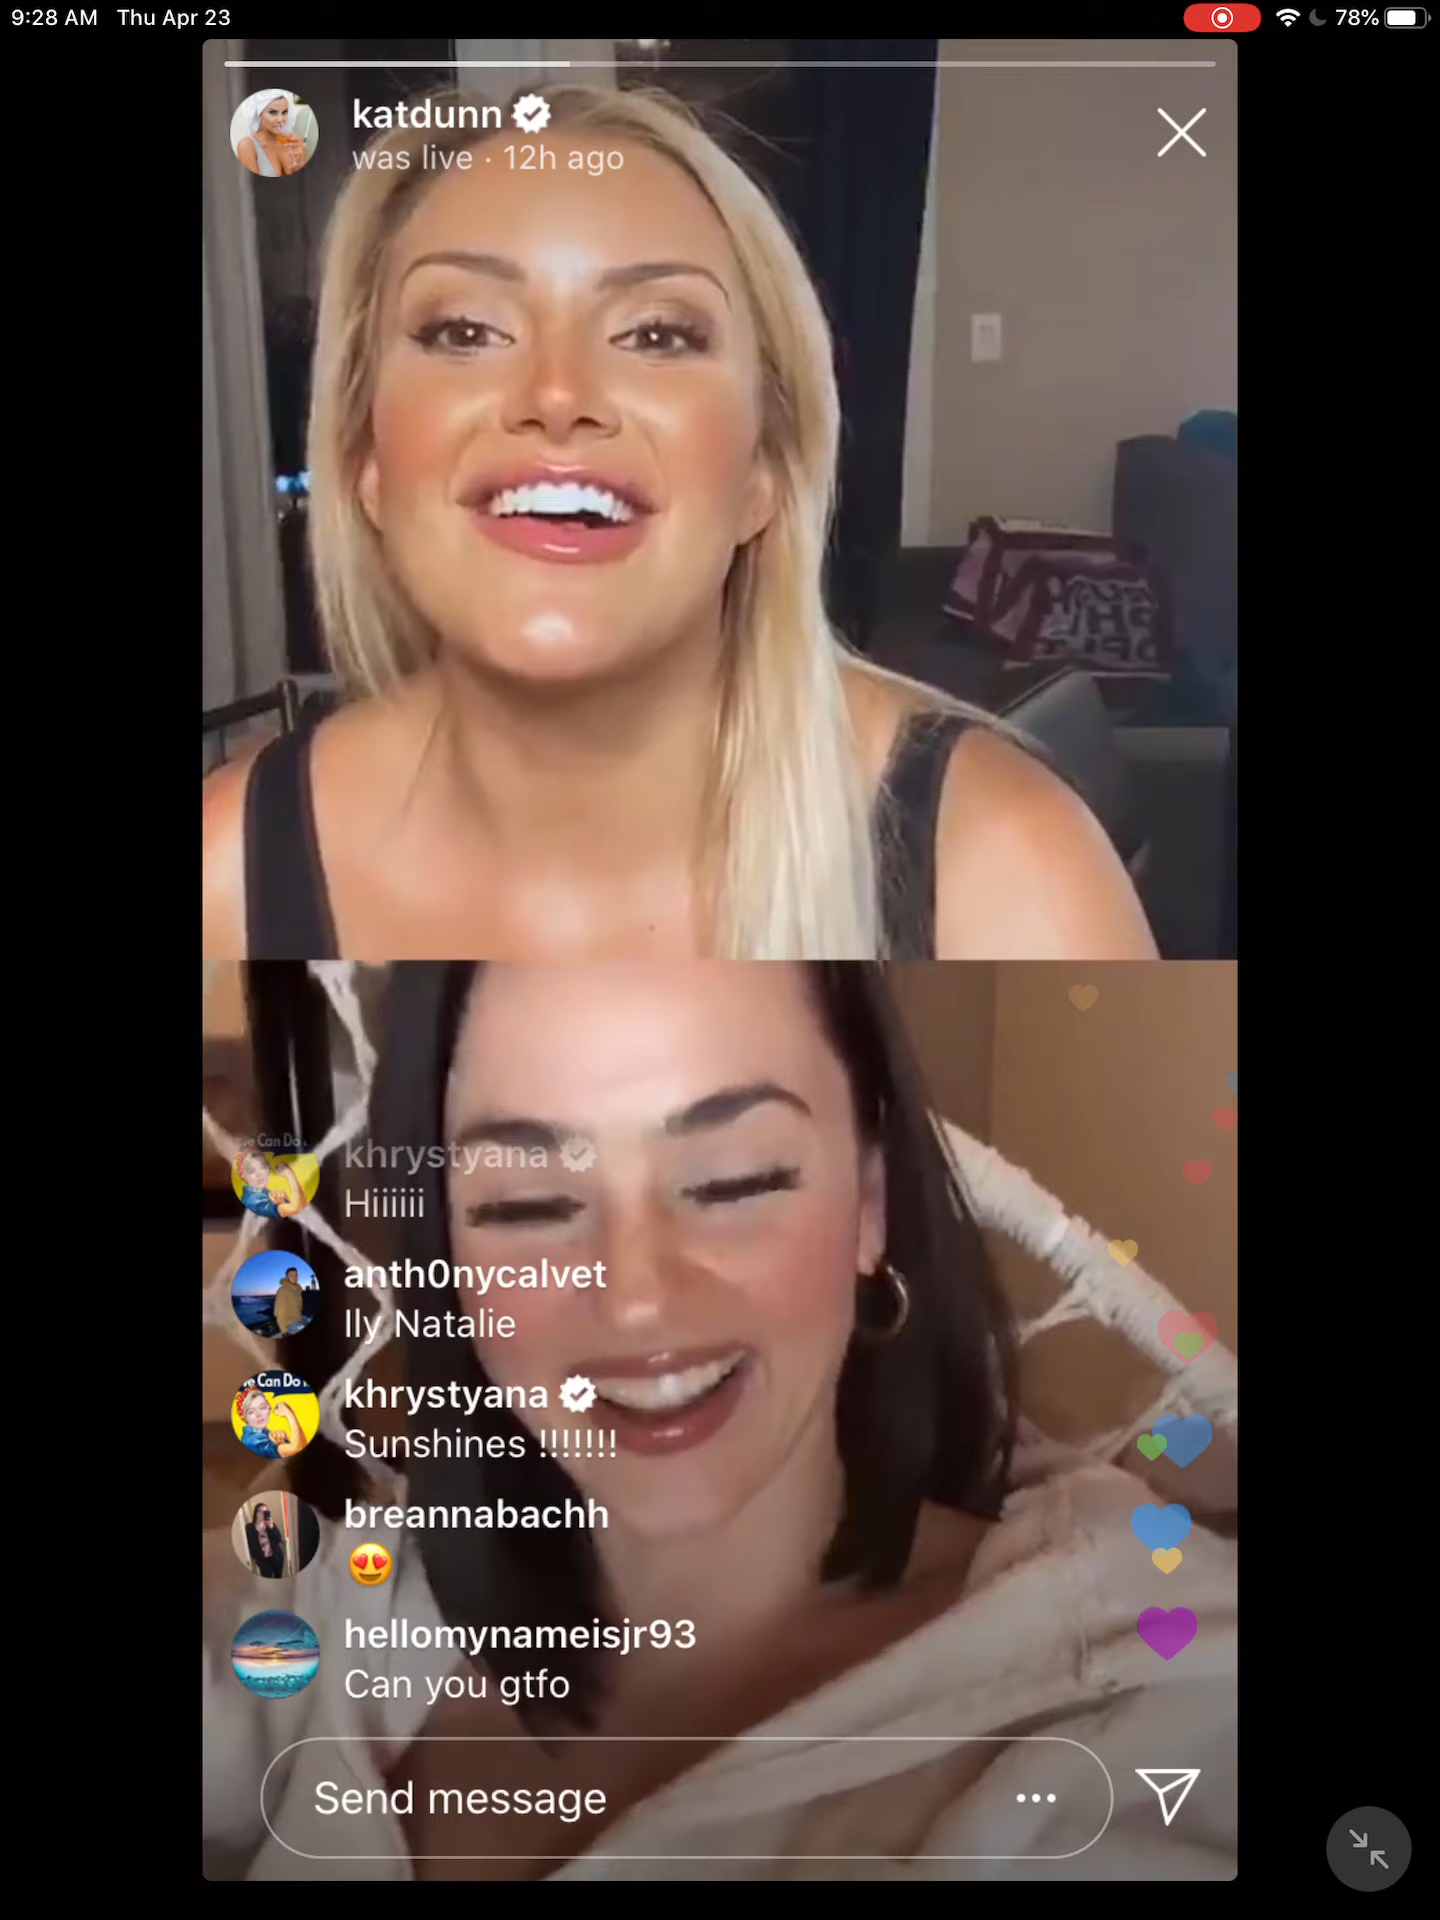 9:28 AM Thu Apr 23
78%
katdunn
was live · 12h ago
khrystyana
Hiiiiii
anth0nycalvet
Ily Natalie
khrystyana
Sunshines !!!!!!!
breannabachh
😍
hellomynameisjr93
Can you gtfo
Send message